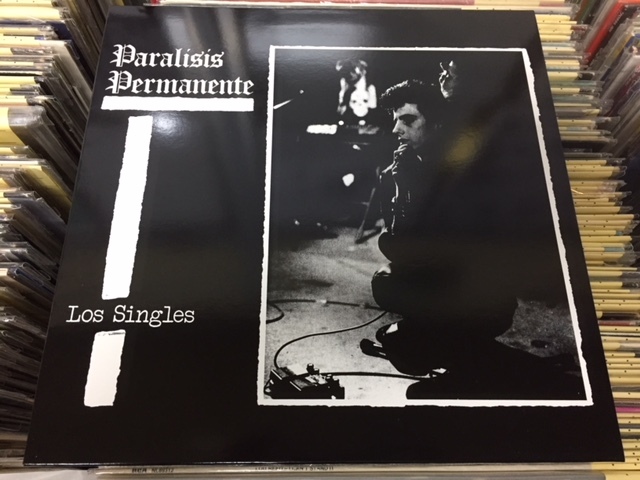 Paralisis
Permanente
Los Singles